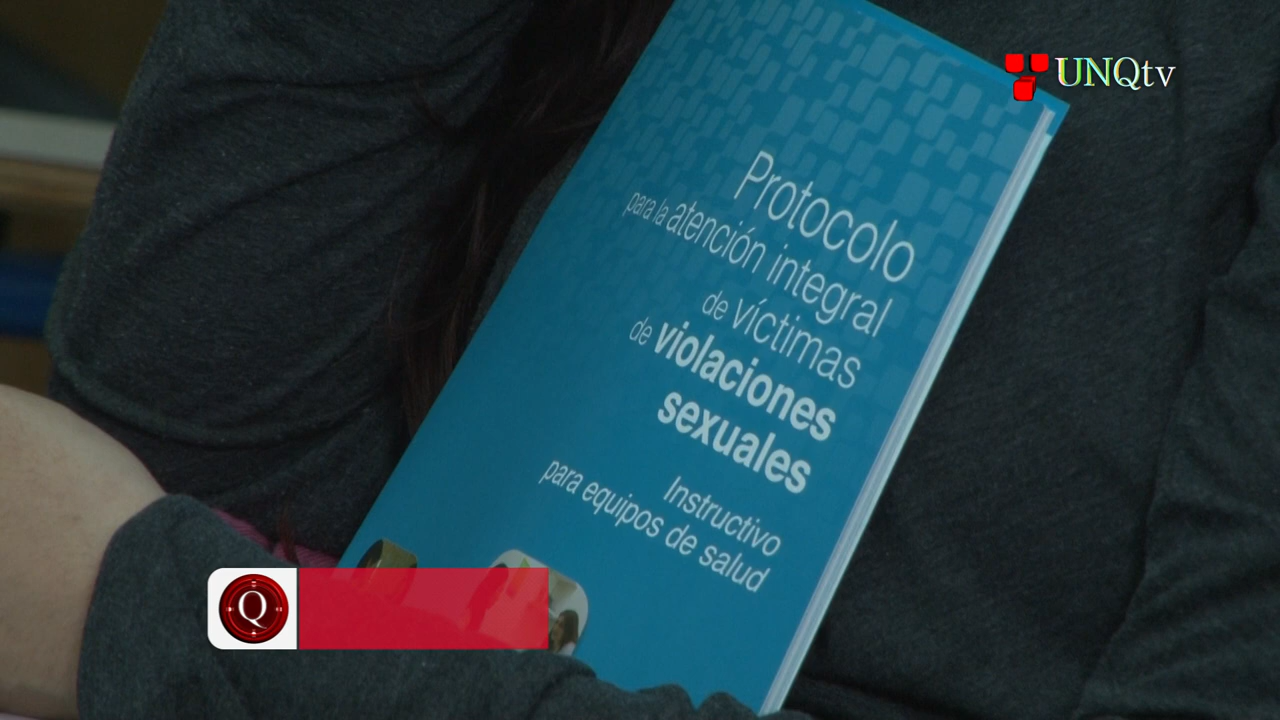 UNQtv
Protocolo
para la atención integral
de víctimas
de violaciones
sexuales
Instructivo
para equipos de salud
Q